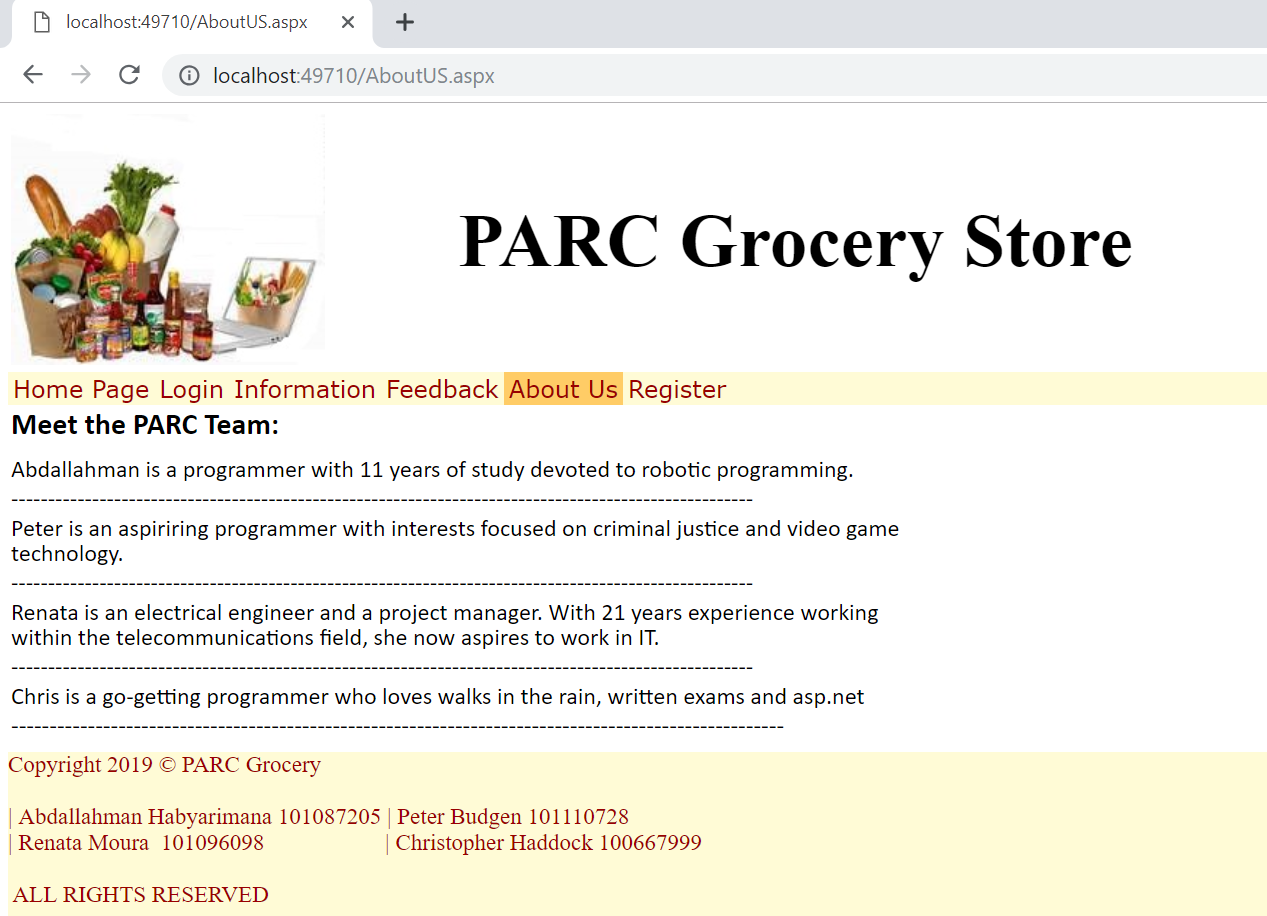 localhost:49710/AboutUS.aspx
localhost:49710/AboutUS.aspx
PARC Grocery Store
Home Page Login Information Feedback About Us Register
Meet the PARC Team:
Abdallahman is a programmer with 11 years of study devoted to robotic programming.
-----------------------------------------------------------------------------------------------------
Peter is an aspiriring programmer with interests focused on criminal justice and video game
technology.
-----------------------------------------------------------------------------------------------------
Renata is an electrical engineer and a project manager. With 21 years experience working
within the telecommunications field, she now aspires to work in IT.
-----------------------------------------------------------------------------------------------------
Chris is a go-getting programmer who loves walks in the rain, written exams and asp.net
-----------------------------------------------------------------------------------------------------
Copyright 2019 © PARC Grocery
| Abdallahman Habyarimana 101087205 | Peter Budgen 101110728
| Renata Moura 101096098 | Christopher Haddock 100667999
ALL RIGHTS RESERVED